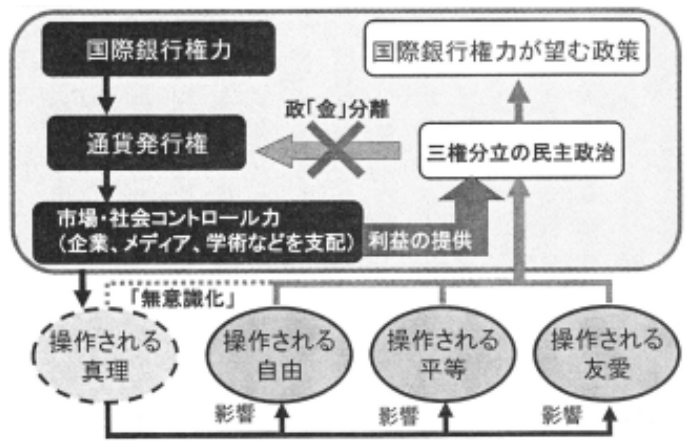 国際銀行権力
国際銀行権力が望む政策
政「金」分離
通貨発行権
三権分立の民主政治
市場・社会コントロール力
(企業、メディア、学術などを支配)
利益の提供
「無意識化」
操作される
真理
操作される
自由
操作される
平等
操作される
友愛
影響
影響
影響